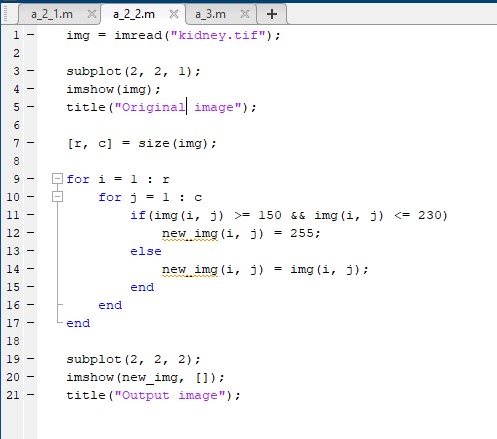 a_2_1.m × a_2_2.m × a_3.m × +
1 - img = imread("kidney.tif");
2
3 - subplot(2, 2, 1);
4 - imshow(img);
5 - title("Original image");
6
7 - [r, c] = size(img);
8
9 - for i = 1 : r
10 - for j = 1 : c
11 - if(img(i, j) >= 150 && img(i, j) <= 230)
12 - new_img(i, j) = 255;
13 - else
14 - new_img(i, j) = img(i, j);
15 - end
16 - end
17 - end
18
19 - subplot(2, 2, 2);
20 - imshow(new_img, []);
21 - title("Output image");